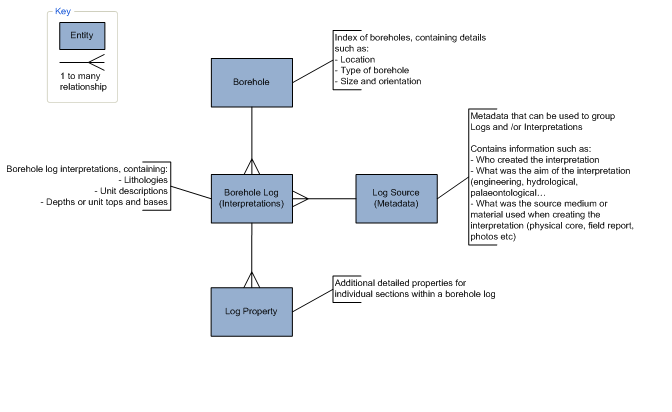 Key
Entity
1 to many
relationship
Borehole
Index of boreholes, containing details
such as:
- Location
- Type of borehole
- Size and orientation
Metadata that can be used to group
Logs and /or Interpretations
Contains information such as:
- Who created the interpretation
- What was the aim of the interpretation
(engineering, hydrological,
palaeontological…
- What was the source medium or
material used when creating the
interpretation (physical core, field report,
photos etc)
Borehole log interpretations, containing:
- Lithologies
- Unit descriptions
- Depths or unit tops and bases
Borehole Log
(Interpretations)
Log Source
(Metadata)
Log Property
Additional detailed properties for
individual sections within a borehole log